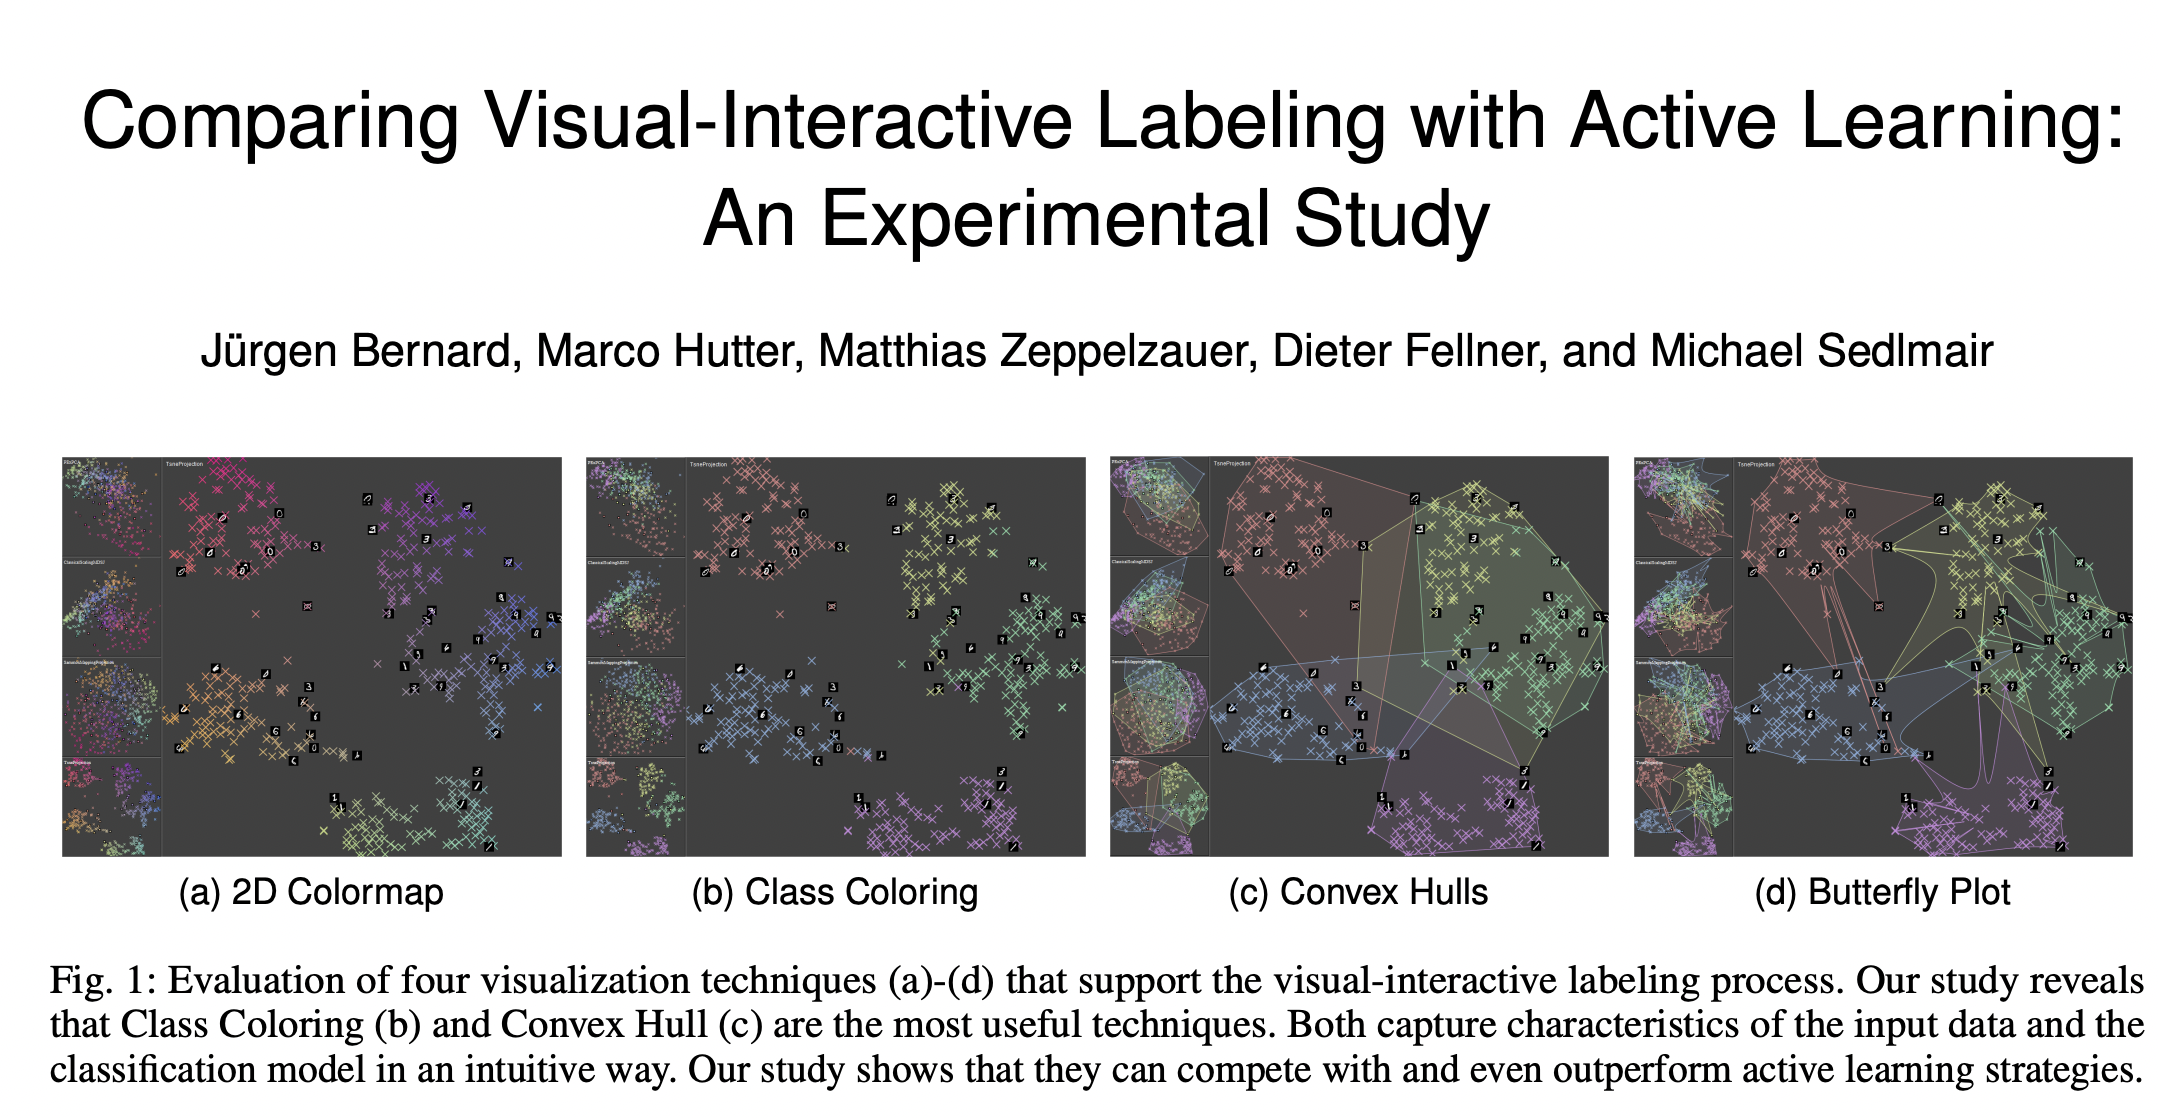 Comparing Visual-Interactive Labeling with Active Learning:
An Experimental Study
Jürgen Bernard, Marco Hutter, Matthias Zeppelzauer, Dieter Fellner, and Michael Sedlmair
TsneProjection
TsneProjection
TsneProjection
TsneProjection
(a) 2D Colormap
(b) Class Coloring
(c) Convex Hulls
(d) Butterfly Plot
Fig. 1: Evaluation of four visualization techniques (a)-(d) that support the visual-interactive labeling process. Our study reveals
that Class Coloring (b) and Convex Hull (c) are the most useful techniques. Both capture characteristics of the input data and the
classification model in an intuitive way. Our study shows that they can compete with and even outperform active learning strategies.